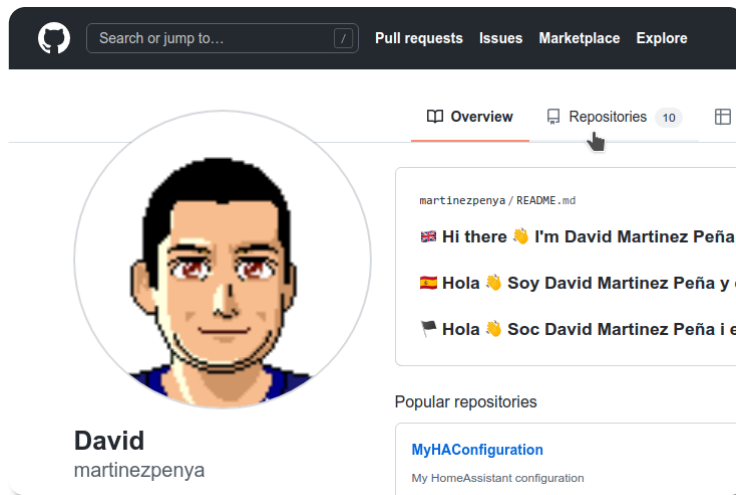 Search or jump to… / Pull requests Issues Marketplace Explore
Overview Repositories 10
martinezpenya/README.md
🇬🇧 Hi there 👋 I'm David Martinez Peña
🇪🇸 Hola 👋 Soy David Martinez Peña y
🏴 Hola 👋 Soc David Martinez Peña i
David
martinezpenya
Popular repositories
MyHAConfiguration
My HomeAssistant configuration